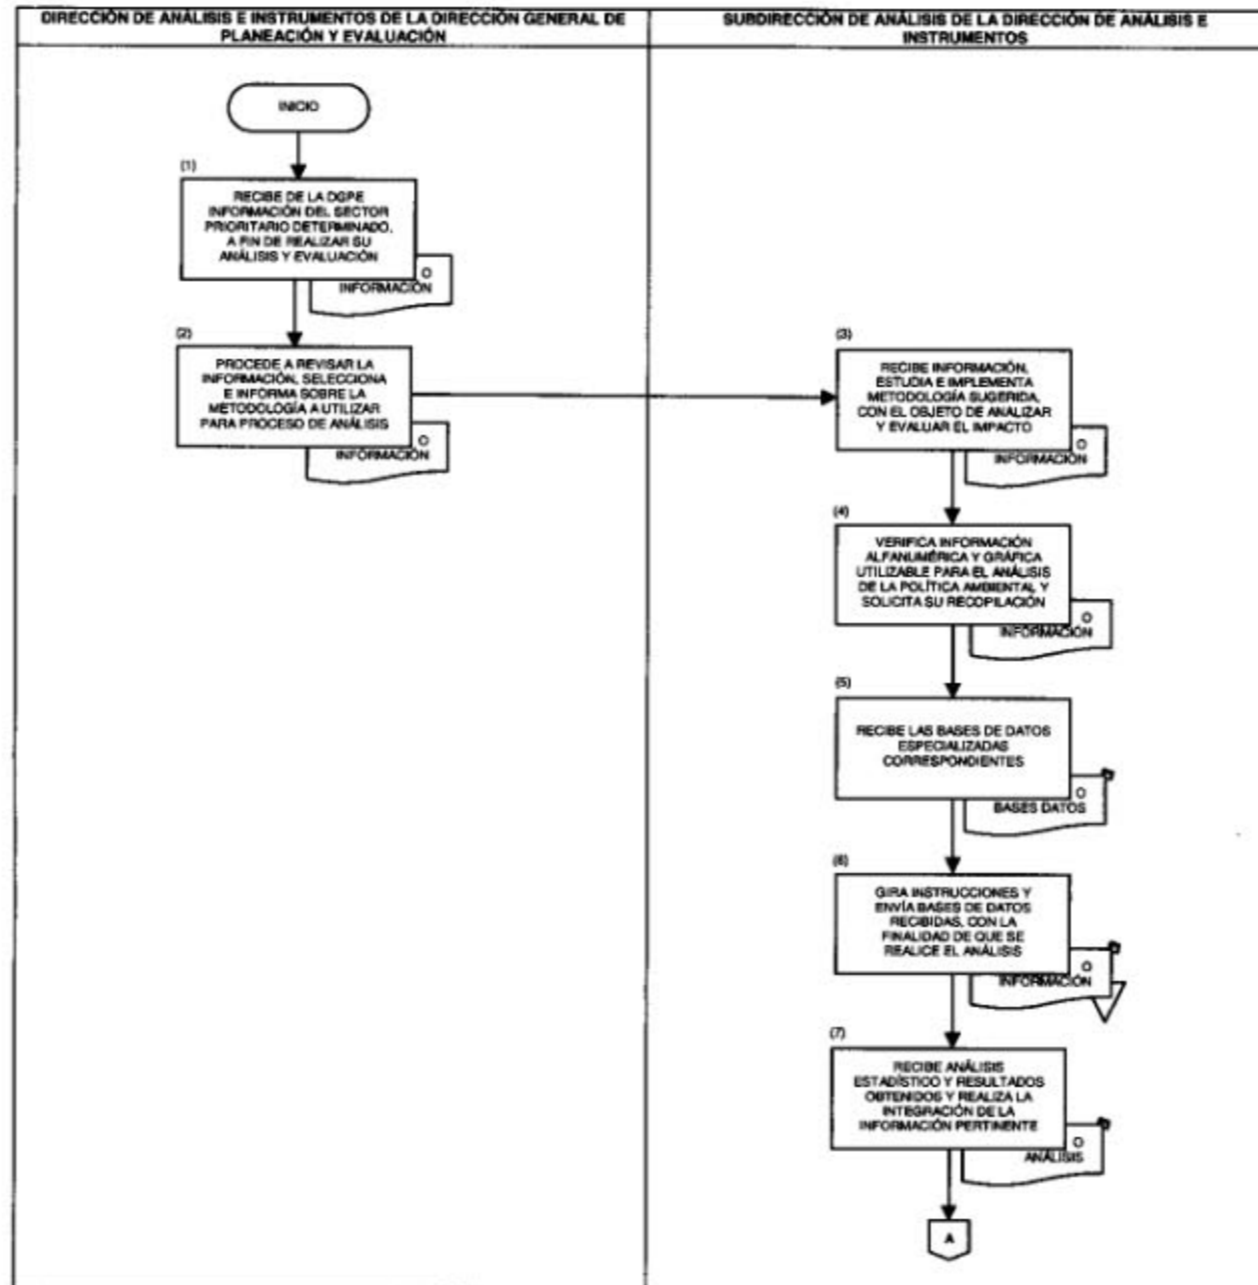 DIRECCIÓN DE ANÁLISIS E INSTRUMENTOS DE LA DIRECCIÓN GENERAL DE
PLANEACIÓN Y EVALUACIÓN
SUBDIRECCIÓN DE ANÁLISIS DE LA DIRECCIÓN DE ANÁLISIS E
INSTRUMENTOS
INICIO
(1)
RECIBE DE LA DGPE
INFORMACIÓN DEL SECTOR
PRIORITARIO DETERMINADO,
A FIN DE REALIZAR SU
ANÁLISIS Y EVALUACIÓN
O
INFORMACIÓN
(2)
PROCEDE A REVISAR LA
INFORMACIÓN, SELECCIONA
E INFORMA SOBRE LA
METODOLOGÍA A UTILIZAR
PARA PROCESO DE ANÁLISIS
O
INFORMACIÓN
(3)
RECIBE INFORMACIÓN,
ESTUDIA E IMPLEMENTA
METODOLOGÍA SUGERIDA,
CON EL OBJETO DE ANALIZAR
Y EVALUAR EL IMPACTO
O
INFORMACIÓN
(4)
VERIFICA INFORMACIÓN
ALFANUMÉRICA Y GRÁFICA
UTILIZABLE PARA EL ANÁLISIS
DE LA POLÍTICA AMBIENTAL Y
SOLICITA SU RECOPILACIÓN
O
INFORMACIÓN
(5)
RECIBE LAS BASES DE DATOS
ESPECIALIZADAS
CORRESPONDIENTES
O
BASES DATOS
(6)
GIRA INSTRUCCIONES Y
ENVÍA BASES DE DATOS
RECIBIDAS, CON LA
FINALIDAD DE QUE SE
REALICE EL ANÁLISIS
O
INFORMACIÓN
(7)
RECIBE ANÁLISIS
ESTADÍSTICO Y RESULTADOS
OBTENIDOS Y REALIZA LA
INTEGRACIÓN DE LA
INFORMACIÓN PERTINENTE
O
ANÁLISIS
A